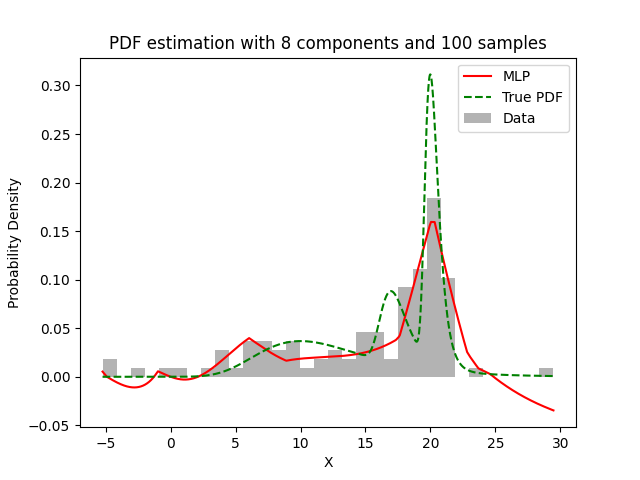 PDF estimation with 8 components and 100 samples
MLP
True PDF
Data
Probability Density
0.30
0.25
0.20
0.15
0.10
0.05
0.00
−0.05
−5
0
5
10
15
20
25
30
X